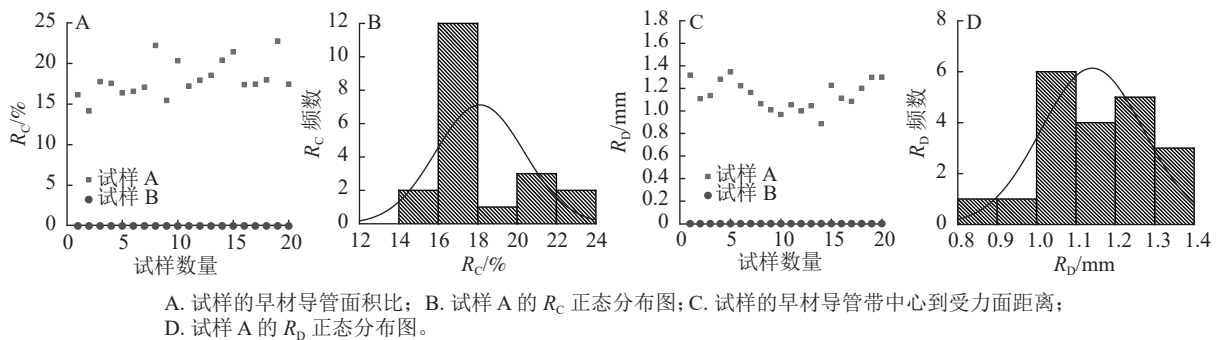 A
25
20
15
10
5
0
R_C/%
试样 A
试样 B
0 5 10 15 20
试样数量
B
12
10
8
6
4
2
0
R_C 频数
12 14 16 18 20 22 24
R_C/%
C
1.8
1.6
1.4
1.2
1.0
0.8
0.6
0.4
0.2
0
R_D/mm
试样 A
试样 B
0 5 10 15 20
试样数量
D
8
6
4
2
0
R_D 频数
0.8 0.9 1.0 1.1 1.2 1.3 1.4
R_D/mm
A. 试样的早材导管面积比；B. 试样 A 的 R_C 正态分布图；C. 试样的早材导管带中心到受力面距离；
D. 试样 A 的 R_D 正态分布图。